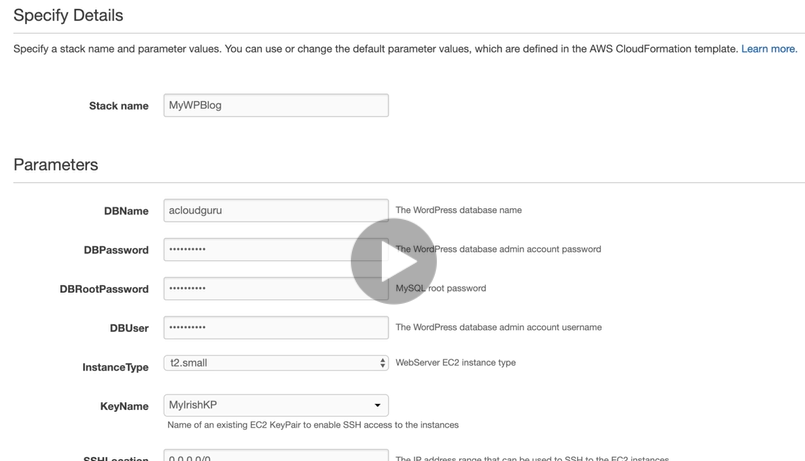 Specify Details
Specify a stack name and parameter values. You can use or change the default parameter values, which are defined in the AWS CloudFormation template. Learn more.
Stack name MyWPBlog
Parameters
DBName acloudguru The WordPress database name
DBPassword •••••••••• The WordPress database admin account password
DBRootPassword •••••••••• MySQL root password
DBUser •••••••••• The WordPress database admin account username
InstanceType t2.small WebServer EC2 instance type
KeyName MyIrishKP
Name of an existing EC2 KeyPair to enable SSH access to the instances
SSHLocation 0.0.0.0/0 The IP address range that can be used to SSH to the EC2 instances